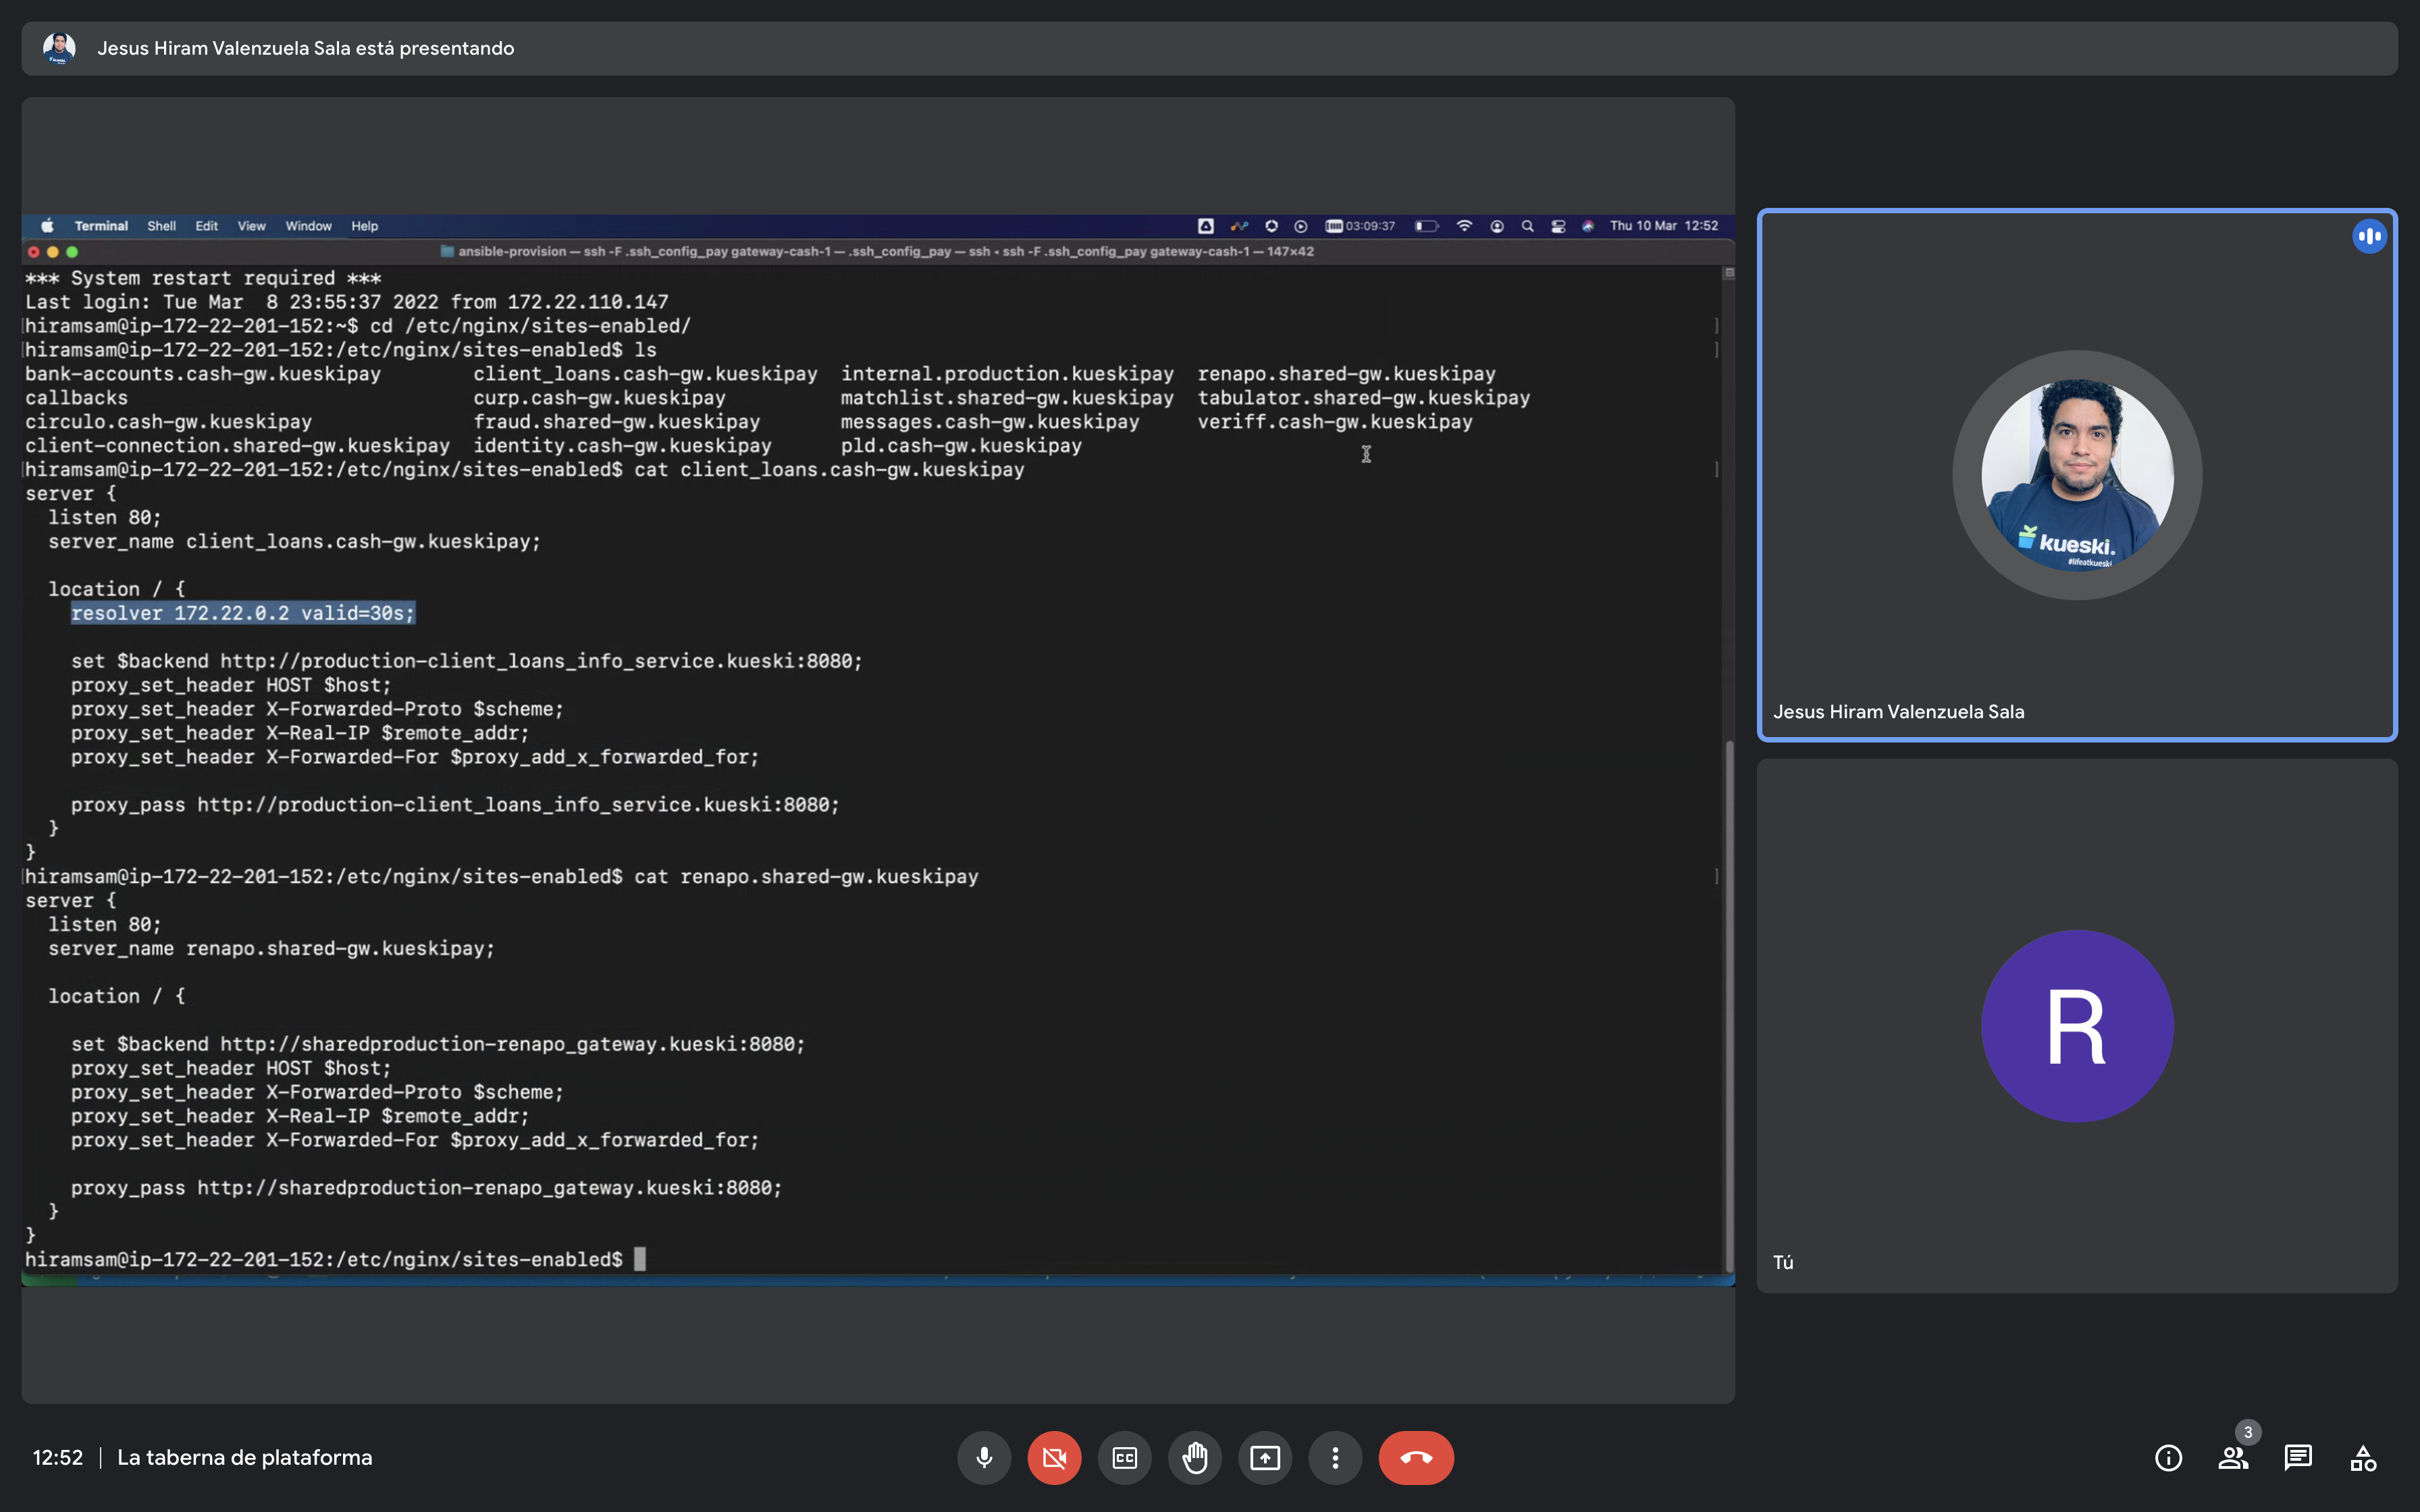 Jesus Hiram Valenzuela Sala está presentando
Terminal Shell Edit View Window Help 03:09:37 Thu 10 Mar 12:52
ansible-provision — ssh -F .ssh_config_pay gateway-cash-1 — .ssh_config_pay — ssh ‹ ssh -F .ssh_config_pay gateway-cash-1 — 147×42
*** System restart required ***
Last login: Tue Mar  8 23:55:37 2022 from 172.22.110.147
[hiramsam@ip-172-22-201-152:~$ cd /etc/nginx/sites-enabled/ ]
[hiramsam@ip-172-22-201-152:/etc/nginx/sites-enabled$ ls ]
bank-accounts.cash-gw.kueskipay client_loans.cash-gw.kueskipay internal.production.kueskipay renapo.shared-gw.kueskipay
callbacks curp.cash-gw.kueskipay matchlist.shared-gw.kueskipay tabulator.shared-gw.kueskipay
circulo.cash-gw.kueskipay fraud.shared-gw.kueskipay messages.cash-gw.kueskipay veriff.cash-gw.kueskipay
client-connection.shared-gw.kueskipay identity.cash-gw.kueskipay pld.cash-gw.kueskipay
[hiramsam@ip-172-22-201-152:/etc/nginx/sites-enabled$ cat client_loans.cash-gw.kueskipay ]
server {
listen 80;
server_name client_loans.cash-gw.kueskipay;
location / {
resolver 172.22.0.2 valid=30s;
set $backend http://production-client_loans_info_service.kueski:8080;
proxy_set_header HOST $host;
proxy_set_header X-Forwarded-Proto $scheme;
proxy_set_header X-Real-IP $remote_addr;
proxy_set_header X-Forwarded-For $proxy_add_x_forwarded_for;
proxy_pass http://production-client_loans_info_service.kueski:8080;
}
}
[hiramsam@ip-172-22-201-152:/etc/nginx/sites-enabled$ cat renapo.shared-gw.kueskipay ]
server {
listen 80;
server_name renapo.shared-gw.kueskipay;
location / {
set $backend http://sharedproduction-renapo_gateway.kueski:8080;
proxy_set_header HOST $host;
proxy_set_header X-Forwarded-Proto $scheme;
proxy_set_header X-Real-IP $remote_addr;
proxy_set_header X-Forwarded-For $proxy_add_x_forwarded_for;
proxy_pass http://sharedproduction-renapo_gateway.kueski:8080;
}
}
hiramsam@ip-172-22-201-152:/etc/nginx/sites-enabled$
kueski.
#lifeatkueski
Jesus Hiram Valenzuela Sala
R
Tú
12:52 | La taberna de plataforma
CC
3